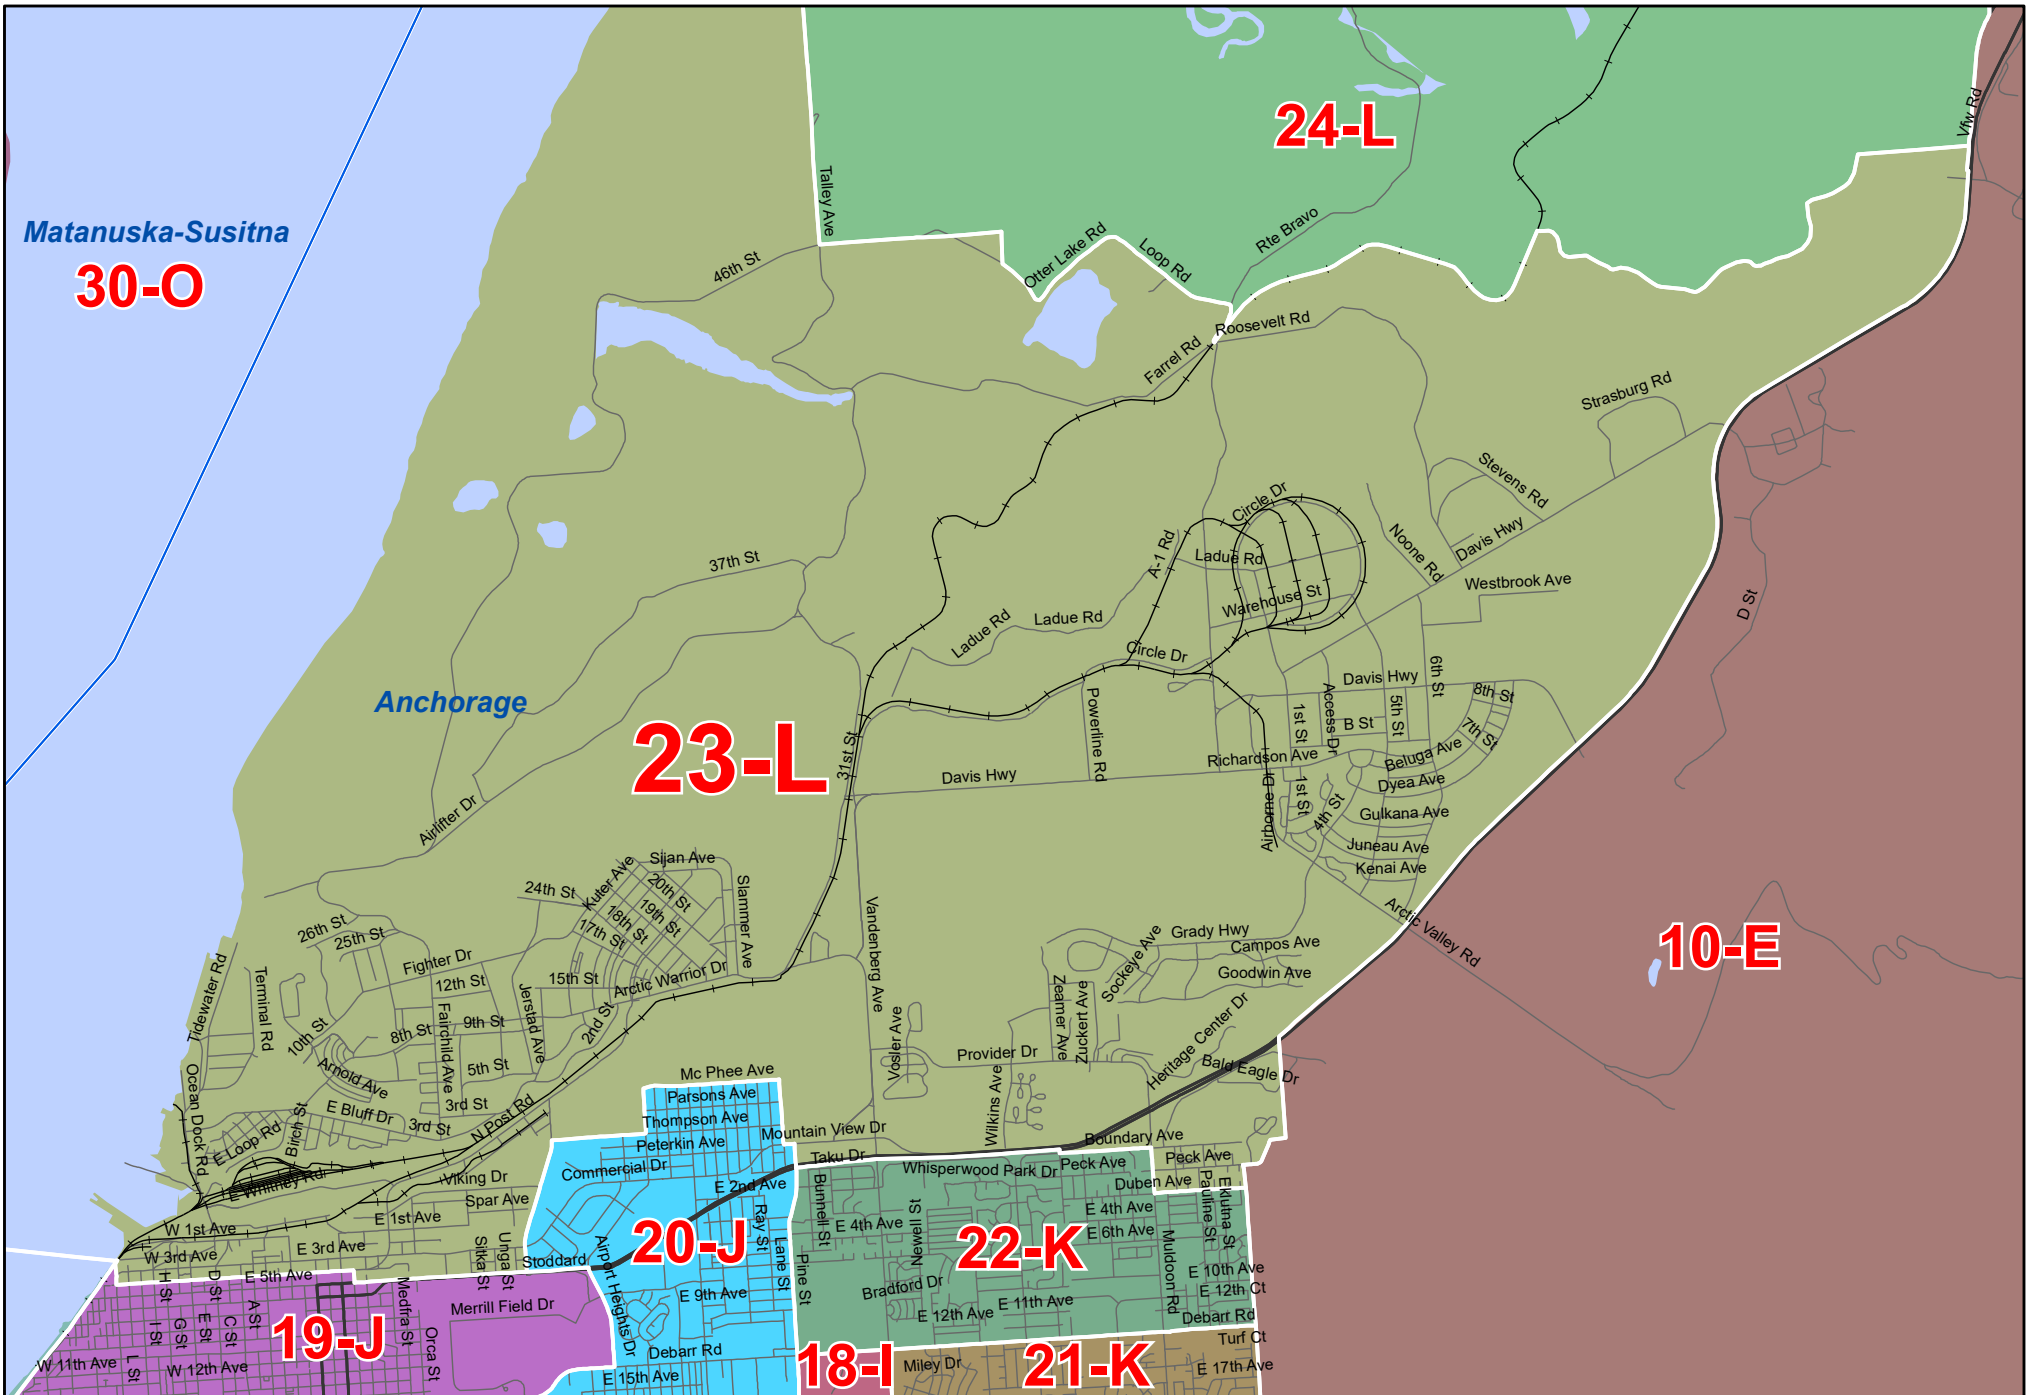 24-L
Vfw Rd
Matanuska-Susitna
30-O
Talley Ave
46th St
Otter Lake Rd
Loop Rd
Rte Bravo
Roosevelt Rd
Farrel Rd
Strasburg Rd
Stevens Rd
Circle Dr
Noone Rd
Davis Hwy
A-1 Rd
Ladue Rd
37th St
Westbrook Ave
Warehouse St
D St
Ladue Rd
Ladue Rd
Circle Dr
6th St
Davis Hwy
8th St
Anchorage
23-L
31st St
Powerline Rd
1st St
Access Dr
B St
5th St
7th St
Richardson Ave
Beluga Ave
Davis Hwy
Dyea Ave
Airborne Dr
1st St
4th St
Gulkana Ave
Airlifter Dr
Juneau Ave
Kenai Ave
Sijan Ave
Kuter Ave
20th St
24th St
Slammer Ave
19th St
18th St
17th St
Vandenberg Ave
Arctic Valley Rd
10-E
26th St
25th St
Grady Hwy
Campos Ave
Sockeye Ave
Goodwin Ave
Fighter Dr
12th St
15th St
Arctic Warrior Dr
Tidewater Rd
Terminal Rd
Jerstad Ave
2nd St
Zeamer Ave
Zuckert Ave
Heritage Center Dr
10th St
8th St
9th St
Fairchild Ave
Vosler Ave
Provider Dr
Bald Eagle Dr
Arnold Ave
5th St
Mc Phee Ave
Parsons Ave
Wilkins Ave
Ocean Dock Rd
E Bluff Dr
3rd St
3rd St
N Post Rd
Thompson Ave
Mountain View Dr
Birch St
E Loop Rd
Peterkin Ave
Boundary Ave
Taku Dr
Commercial Dr
Whisperwood Park Dr
Peck Ave
Peck Ave
E Whitney Rd
Viking Dr
E 2nd Ave
Bunnell St
Duben Ave
Spar Ave
Pauline St
Eklutna St
W 1st Ave
E 1st Ave
Ray St
E 4th Ave
Newell St
E 4th Ave
20-J
22-K
E 6th Ave
W 3rd Ave
E 3rd Ave
Sitka St
Unga St
Stoddard
Airport Heights Dr
Lane St
Pine St
Muldoon Rd
E 5th Ave
E 10th Ave
H St
D St
Medfra St
Bradford Dr
E 12th Ct
E 9th Ave
E 11th Ave
A St
Merrill Field Dr
E 12th Ave
Debarr Rd
I St
G St
E St
C St
19-J
Orca St
Debarr Rd
Turf Ct
W 11th Ave
L St
W 12th Ave
E 15th Ave
18-I
Miley Dr
21-K
E 17th Ave